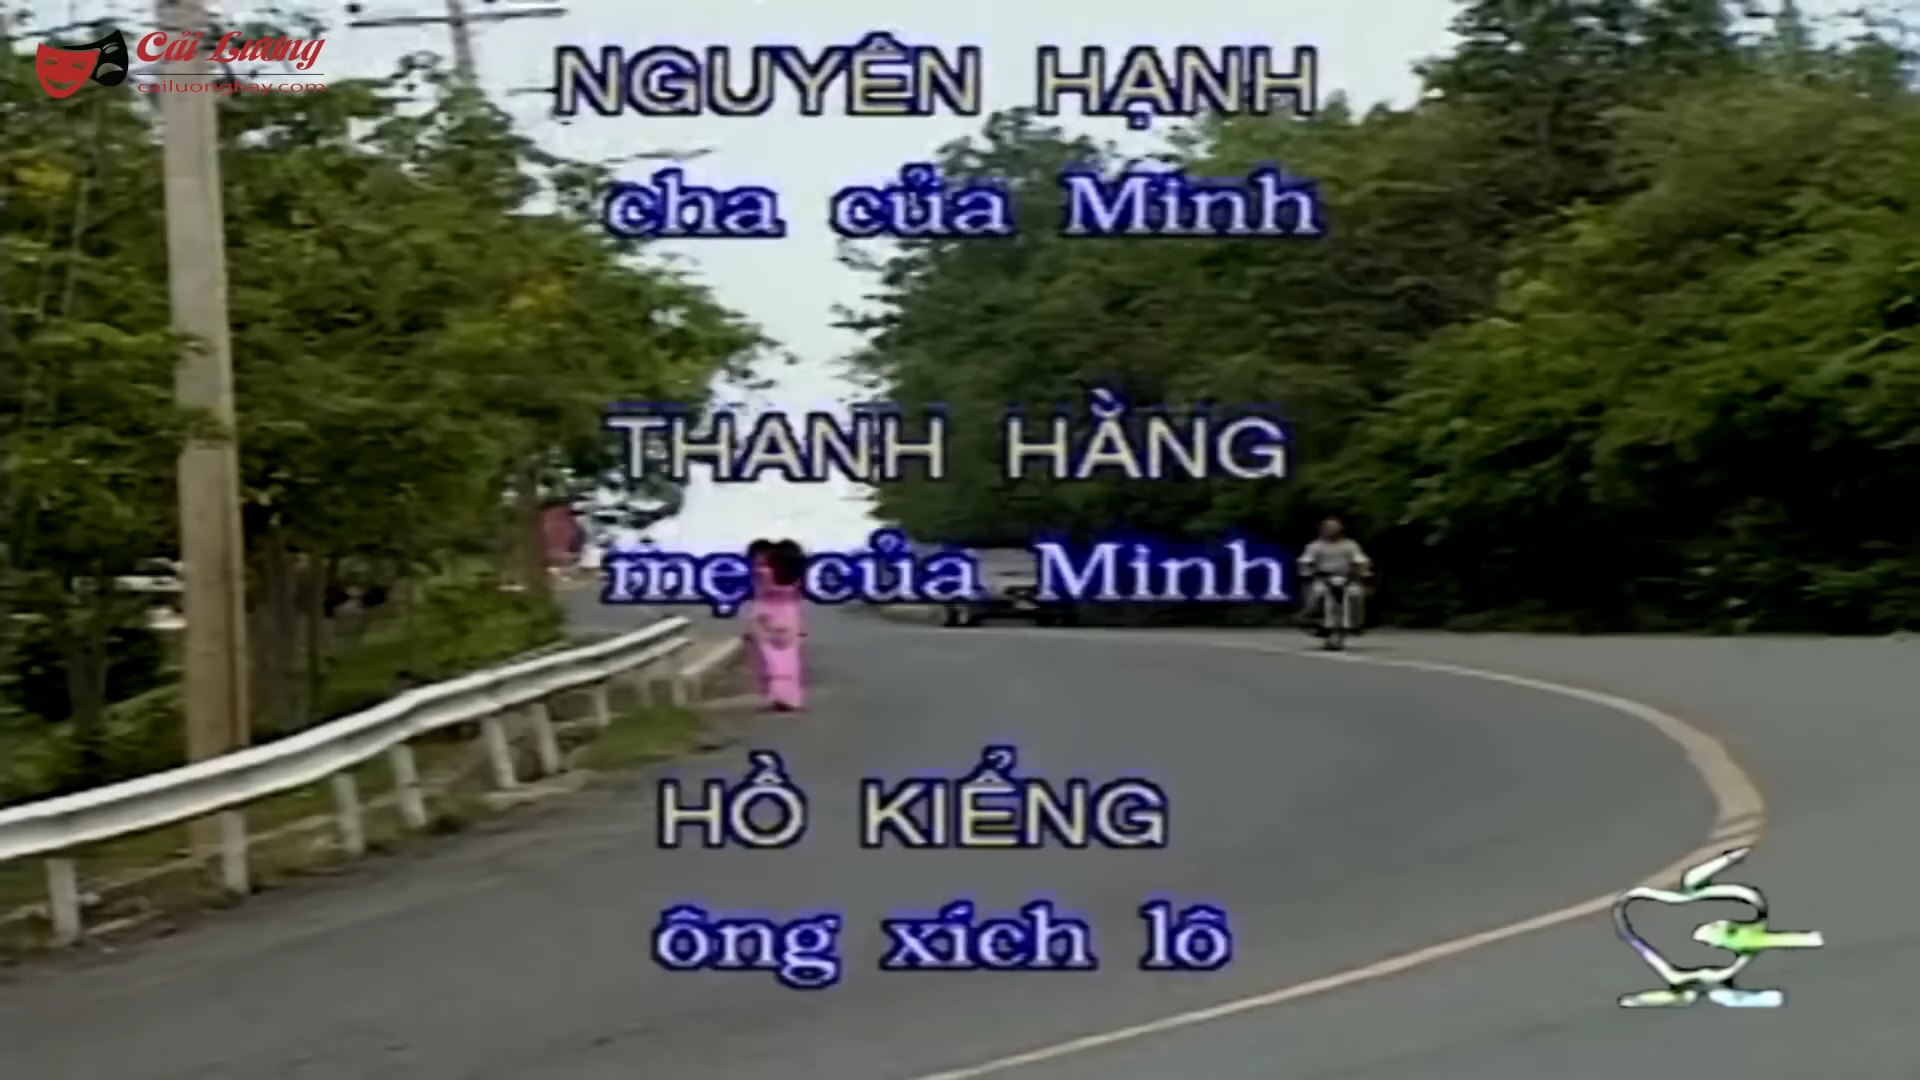 Cải Lương
cailuonghay.com
NGUYÊN HẠNH
cha của Minh
THANH HẰNG
mẹ của Minh
HỒ KIỂNG
ông xích lô